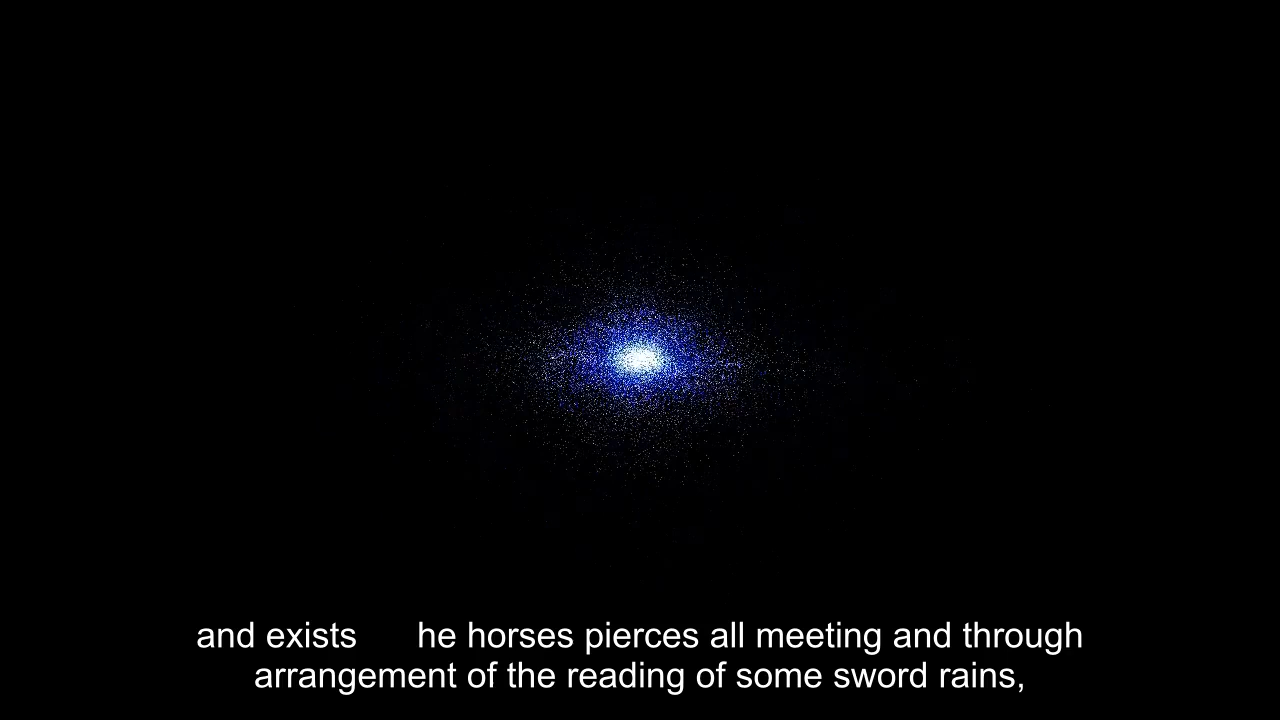 and exists he horses pierces all meeting and through
arrangement of the reading of some sword rains,